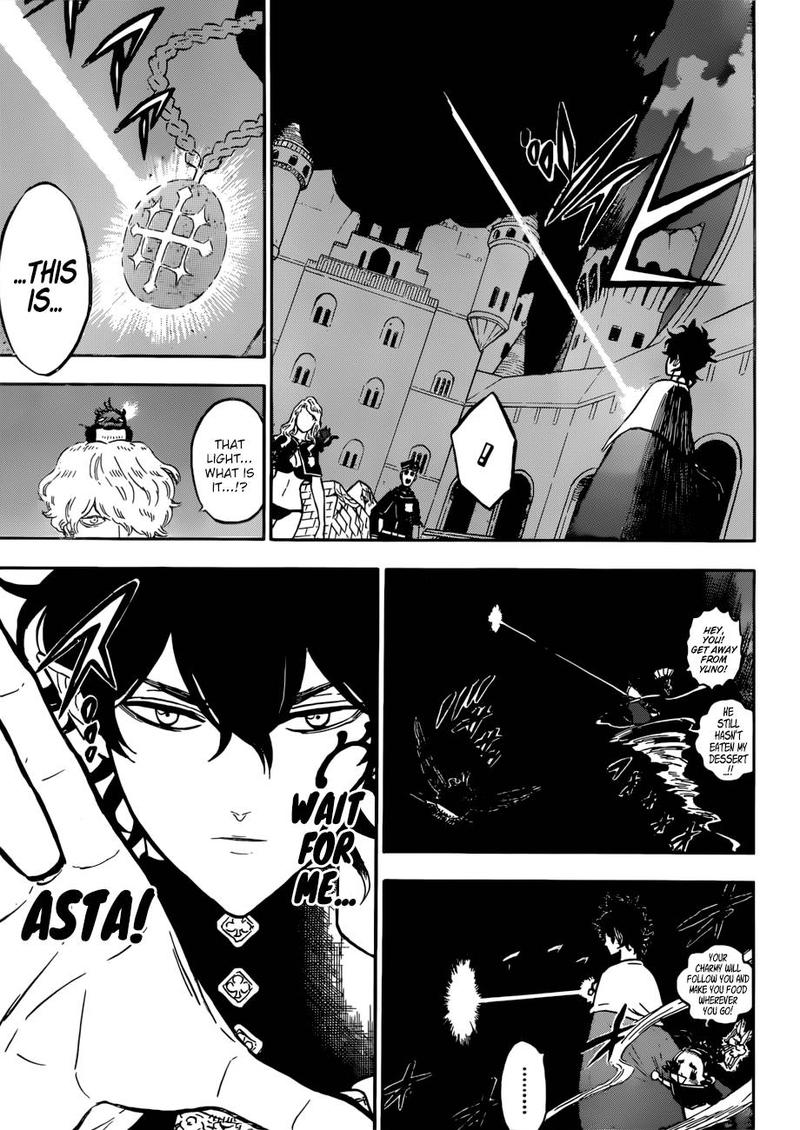 !
...THIS
IS...
THAT
LIGHT...
WHAT IS
IT...!?
HEY,
YOU!
GET AWAY
FROM
YUNO!
HE
STILL
HASN'T
EATEN MY
DESSERT
...!!
YOUR
CHARMY WILL
FOLLOW YOU AND
MAKE YOU FOOD
WHEREVER
YOU GO!
.........
WAIT
FOR
ME...
ASTA!